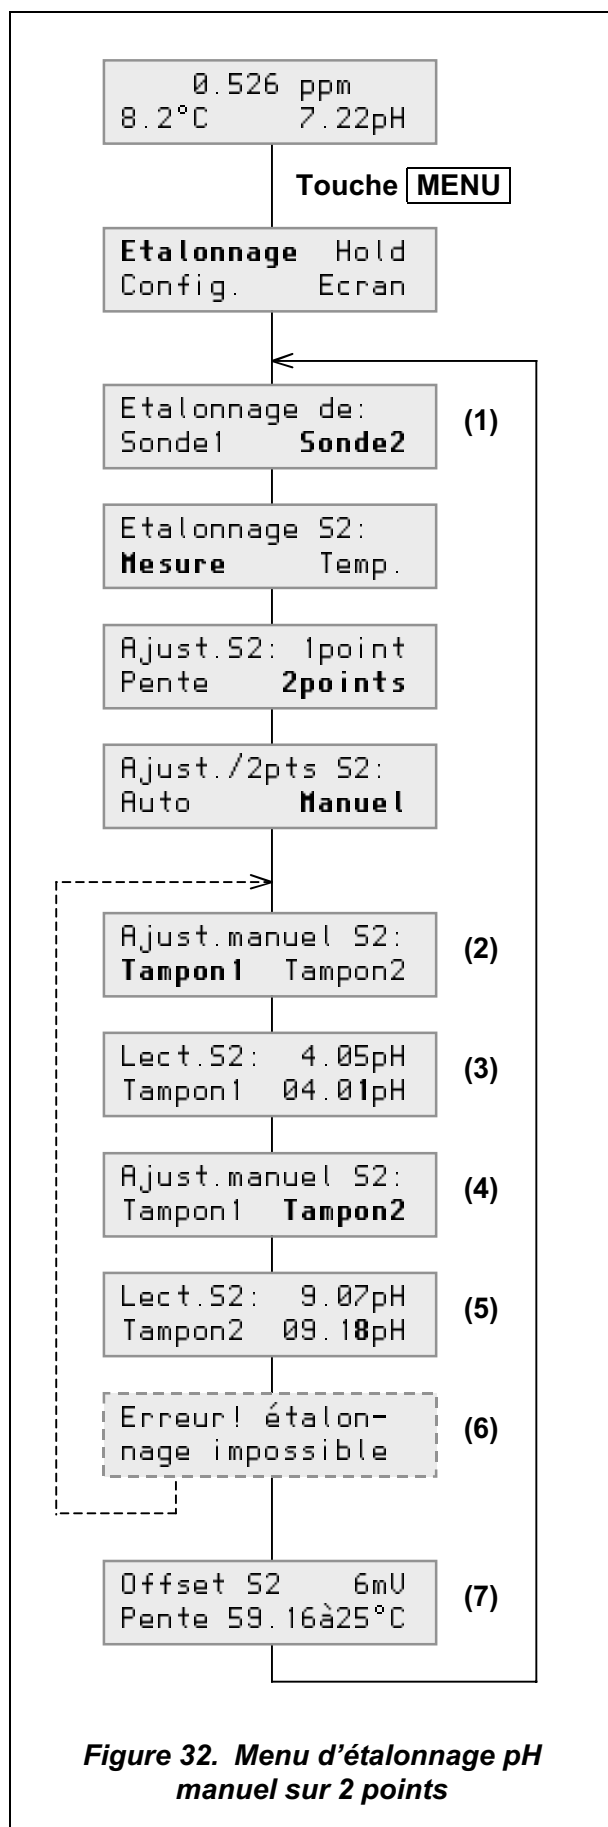 0.526 ppm
8.2°C 7.22pH
Touche MENU
Etalonnage Hold
Config. Ecran
Etalonnage de:
Sonde1 Sonde2
(1)
Etalonnage S2:
Mesure Temp.
Ajust.S2: 1point
Pente 2points
Ajust./2pts S2:
Auto Manuel
Ajust.manuel S2:
Tampon1 Tampon2
(2)
Lect.S2: 4.05pH
Tampon1 04.01pH
(3)
Ajust.manuel S2:
Tampon1 Tampon2
(4)
Lect.S2: 9.07pH
Tampon2 09.18pH
(5)
Erreur! étalon-
nage impossible
(6)
Offset S2 6mV
Pente 59.16à25°C
(7)
Figure 32. Menu d'étalonnage pH
manuel sur 2 points